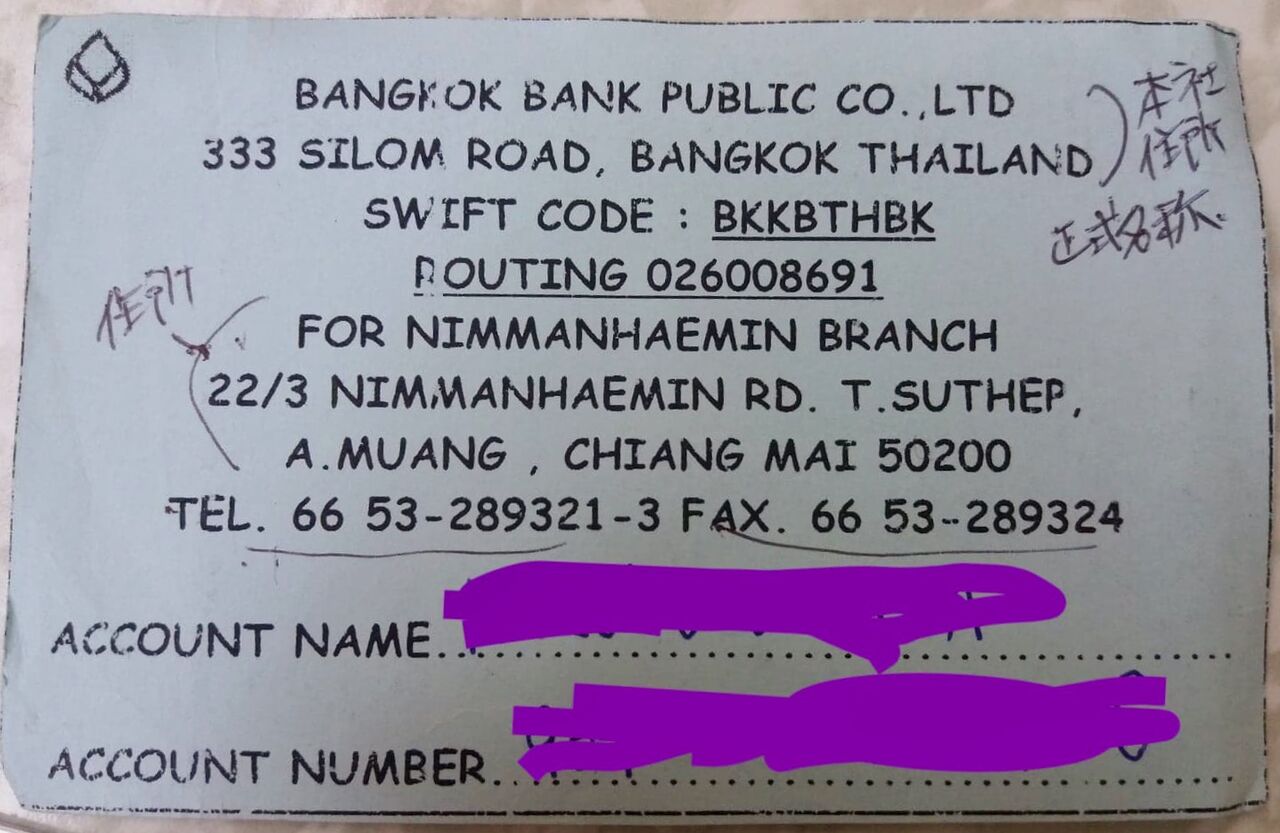 BANGKOK BANK PUBLIC CO.,LTD
333 SILOM ROAD, BANGKOK THAILAND
本社
住所
正式名称
SWIFT CODE : BKKBTHBK
ROUTING 026008691
住所
FOR NIMMANHAEMIN BRANCH
22/3 NIMMANHAEMIN RD. T.SUTHEP,
A.MUANG , CHIANG MAI 50200
TEL. 66 53-289321-3 FAX. 66 53-289324
ACCOUNT NAME
ACCOUNT NUMBER